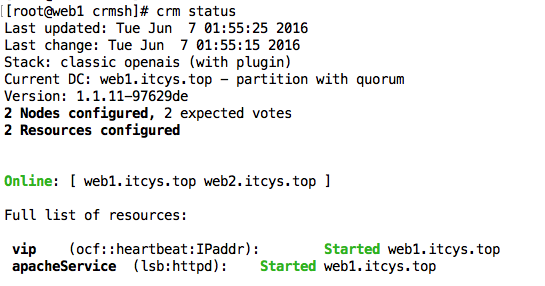 [[root@web1 crmsh]# crm status
Last updated: Tue Jun  7 01:55:25 2016
Last change: Tue Jun  7 01:55:15 2016
Stack: classic openais (with plugin)
Current DC: web1.itcys.top - partition with quorum
Version: 1.1.11-97629de
2 Nodes configured, 2 expected votes
2 Resources configured
Online: [ web1.itcys.top web2.itcys.top ]
Full list of resources:
vip    (ocf::heartbeat:IPaddr):        Started web1.itcys.top
apacheService  (lsb:httpd):    Started web1.itcys.top